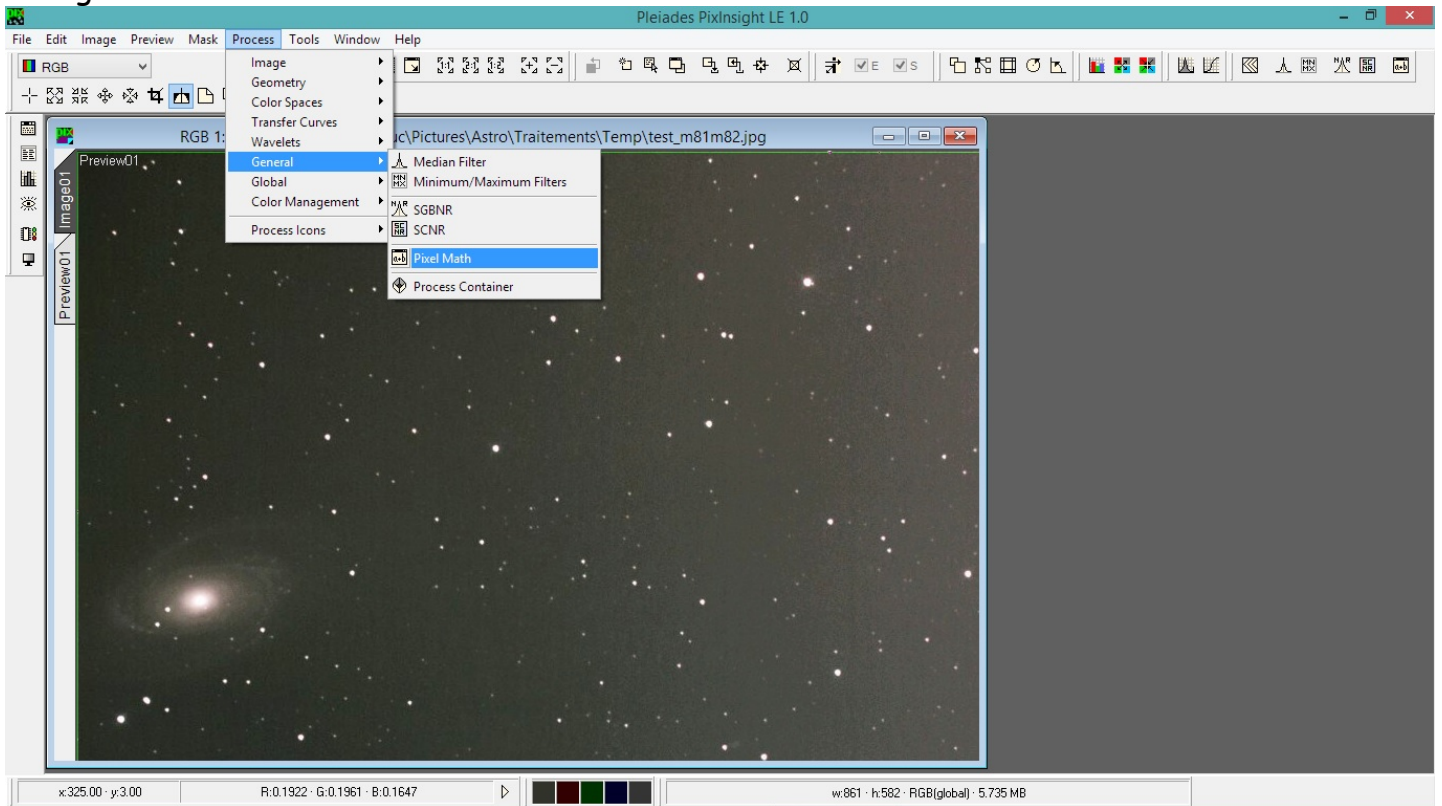 Pleiades PixInsight LE 1.0
File Edit Image Preview Mask Process Tools Window Help
RGB
E S
Image
Geometry
Color Spaces
Transfer Curves
Wavelets
General
Global
Color Management
Process Icons
Median Filter
Minimum/Maximum Filters
SGBNR
SCNR
Pixel Math
Process Container
RGB 1: uc\Pictures\Astro\Traitements\Temp\test_m81m82.jpg
Preview01
Image01
Preview01
x:325.00 · y:3.00 R:0.1922 · G:0.1961 · B:0.1647 w:861 · h:582 · RGB(global) · 5.735 MB